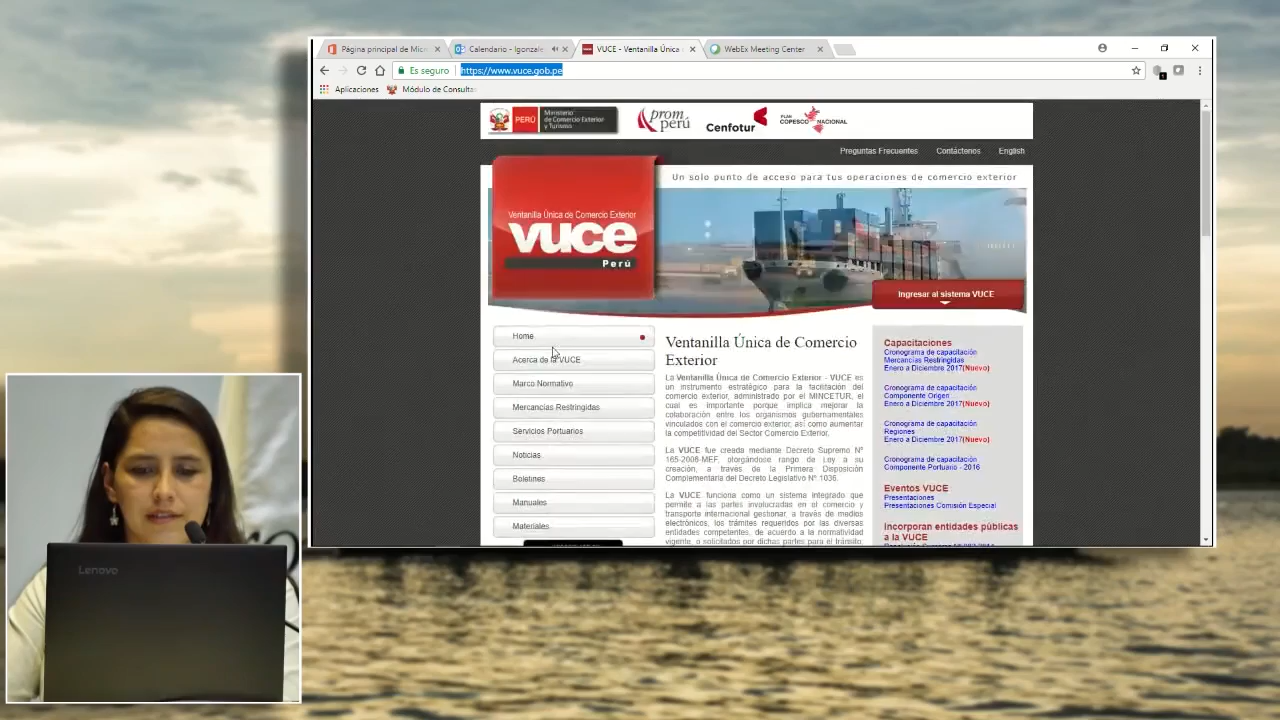 Página principal de Mic
Calendario - lgonzale
VUCE - Ventanilla Única
WebEx Meeting Center
Es seguro
https://www.vuce.gob.pe
Aplicaciones
Módulo de Consulta
PERÚ
Ministerio
de Comercio Exterior
y Turismo
prom
perú
Cenfotur
PLAN
COPESCO NACIONAL
Preguntas Frecuentes
Contáctenos
English
Un solo punto de acceso para tus operaciones de comercio exterior
Ventanilla Única de Comercio Exterior
vuce
Perú
Ingresar al sistema VUCE
Home
Acerca de la VUCE
Marco Normativo
Mercancías Restringidas
Servicios Portuarios
Noticias
Boletines
Manuales
Materiales
Ventanilla Única de Comercio
Exterior
La Ventanilla Única de Comercio Exterior - VUCE es
un instrumento estratégico para la facilitación del
comercio exterior, administrado por el MINCETUR, el
cual es importante porque implica mejorar la
colaboración entre los organismos gubernamentales
vinculados con el comercio exterior, así como aumentar
la competitividad del Sector Comercio Exterior.
La VUCE fue creada mediante Decreto Supremo Nº
165-2006-MEF, otorgándose rango de Ley a su
creación, a través de la Primera Disposición
Complementaria del Decreto Legislativo Nº 1036.
La VUCE funciona como un sistema integrado que
permite a las partes involucradas en el comercio y
transporte internacional gestionar, a través de medios
electrónicos, los trámites requeridos por las diversas
entidades competentes, de acuerdo a la normatividad
vigente, o solicitados por dichas partes para el tránsito,
Capacitaciones
Cronograma de capacitación
Mercancías Restringidas
Enero a Diciembre 2017(Nuevo)
Cronograma de capacitación
Componente Origen
Enero a Diciembre 2017(Nuevo)
Cronograma de capacitación
Regiones
Enero a Diciembre 2017(Nuevo)
Cronograma de capacitación
Componente Portuario - 2016
Eventos VUCE
Presentaciones
Presentaciones Comisión Especial
Incorporan entidades públicas
a la VUCE
Lenovo